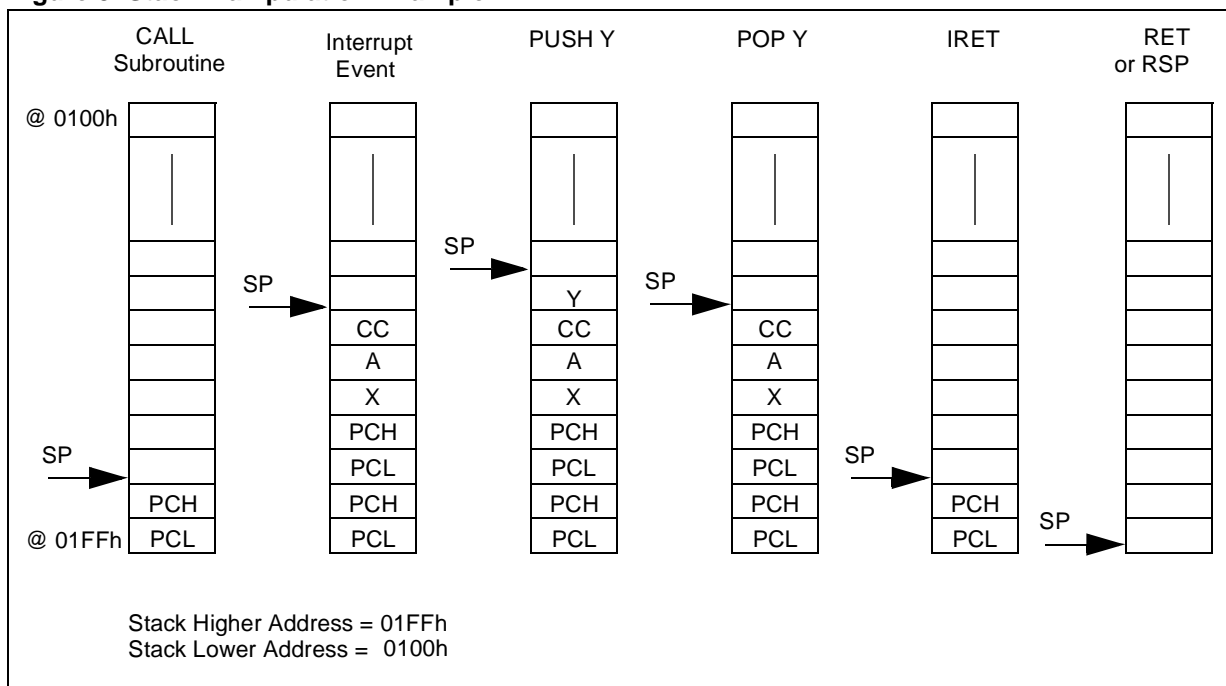 CALL
Subroutine
Interrupt
Event
PUSH Y
POP Y
IRET
RET
or RSP
@ 0100h
SP
PCH
@ 01FFh PCL
SP
CC
A
X
PCH
PCL
PCH
PCL
SP
Y
CC
A
X
PCH
PCL
PCH
PCL
SP
CC
A
X
PCH
PCL
PCH
PCL
SP
PCH
PCL
SP
Stack Higher Address = 01FFh
Stack Lower Address = 0100h